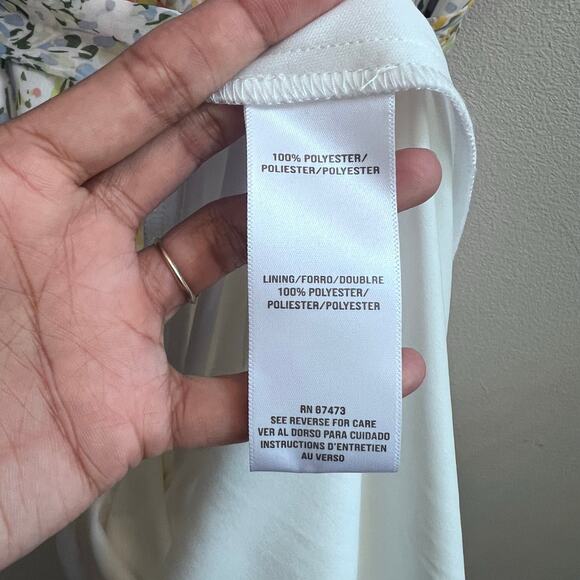 100% POLYESTER/
POLIESTER/POLYESTER
LINING/FORRO/DOUBLRE
100% POLYESTER/
POLIESTER/POLYESTER
RN 67473
SEE REVERSE FOR CARE
VER AL DORSO PARA CUIDADO
INSTRUCTIONS D'ENTRETIEN
AU VERSO